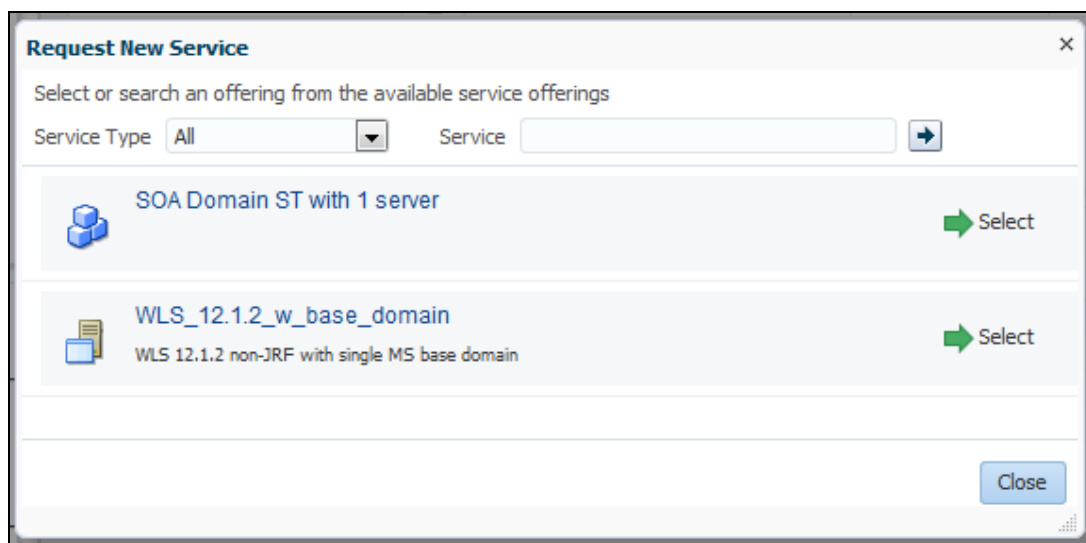 Request New Service
Select or search an offering from the available service offerings
Service Type All Service
SOA Domain ST with 1 server
Select
WLS_12.1.2_w_base_domain
WLS 12.1.2 non-JRF with single MS base domain
Select
Close